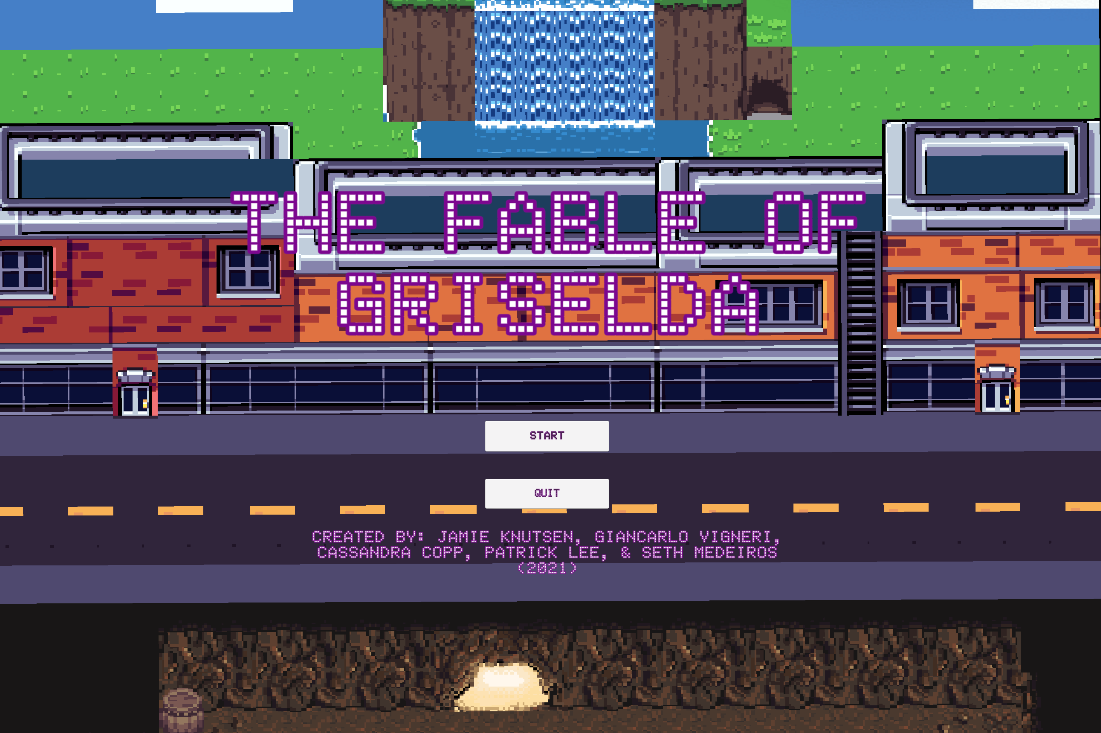 THE FABLE OF
GRISELDA
START
QUIT
CREATED BY: JAMIE KNUTSEN, GIANCARLO VIGNERI,
CASSANDRA COPP, PATRICK LEE, & SETH MEDEIROS
(2021)